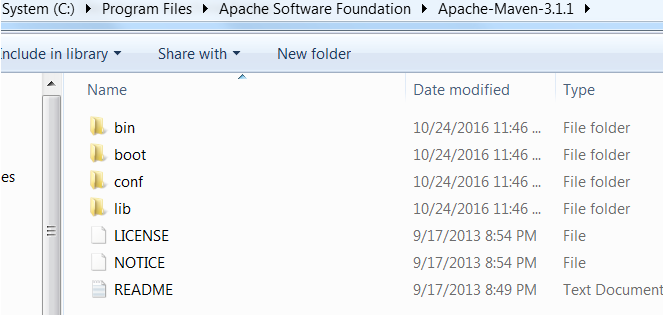 System (C:) ▸ Program Files ▸ Apache Software Foundation ▸ Apache-Maven-3.1.1 ▸
Include in library Share with New folder
Name Date modified Type
bin 10/24/2016 11:46 ... File folder
boot 10/24/2016 11:46 ... File folder
conf 10/24/2016 11:46 ... File folder
es
lib 10/24/2016 11:46 ... File folder
LICENSE 9/17/2013 8:54 PM File
NOTICE 9/17/2013 8:54 PM File
README 9/17/2013 8:49 PM Text Document